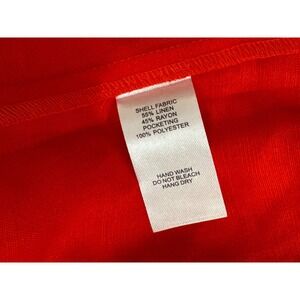 SHELL FABRIC
55% LINEN
45% RAYON
POCKETING
100% POLYESTER
HAND WASH
DO NOT BLEACH
HANG DRY